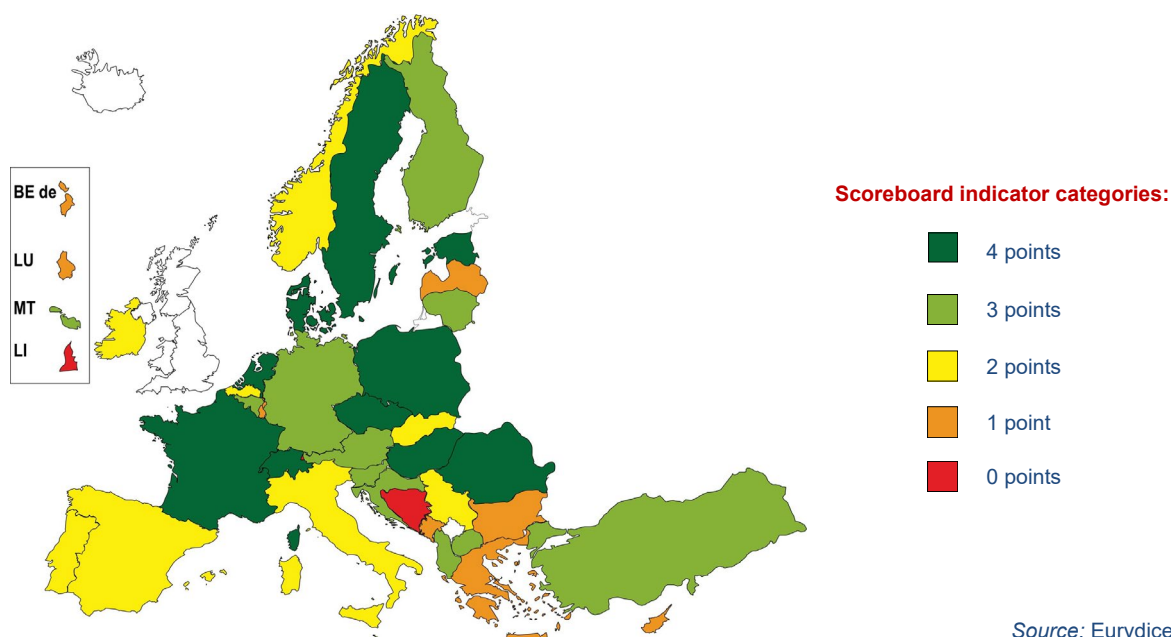 BE de
LU
MT
LI
Scoreboard indicator categories:
4 points
3 points
2 points
1 point
0 points
Source: Eurydice